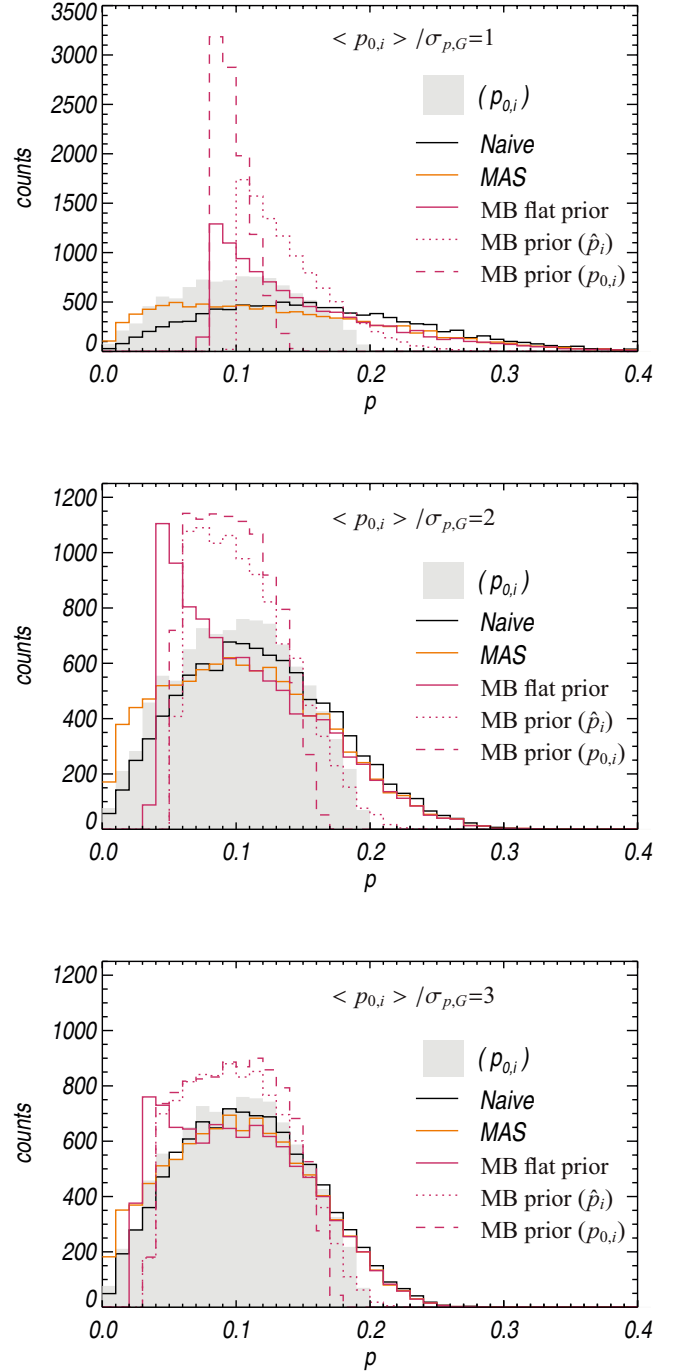 3500
3000
2500
2000
1500
1000
500
0
counts
< p₀,ᵢ > /σₚ,G=1
(p₀,ᵢ)
Naive
MAS
MB flat prior
MB prior (p̂ᵢ)
MB prior (p₀,ᵢ)
0.0 0.1 0.2 0.3 0.4
p
1200
1000
800
600
400
200
0
counts
< p₀,ᵢ > /σₚ,G=2
(p₀,ᵢ)
Naive
MAS
MB flat prior
MB prior (p̂ᵢ)
MB prior (p₀,ᵢ)
0.0 0.1 0.2 0.3 0.4
p
1200
1000
800
600
400
200
0
counts
< p₀,ᵢ > /σₚ,G=3
(p₀,ᵢ)
Naive
MAS
MB flat prior
MB prior (p̂ᵢ)
MB prior (p₀,ᵢ)
0.0 0.1 0.2 0.3 0.4
p